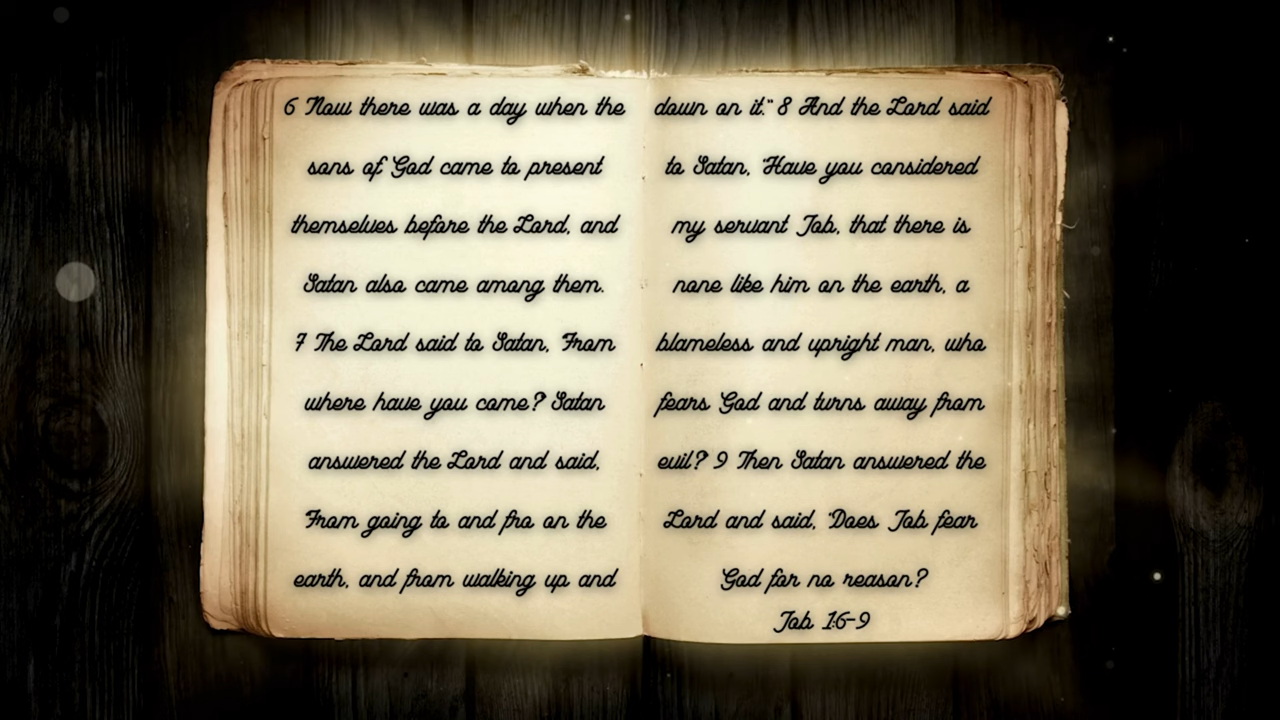 6 Now there was a day when the
sons of God came to present
themselves before the Lord, and
Satan also came among them.
7 The Lord said to Satan, From
where have you come? Satan
answered the Lord and said,
From going to and fro on the
earth, and from walking up and
down on it.” 8 And the Lord said
to Satan, “Have you considered
my servant Job, that there is
none like him on the earth, a
blameless and upright man, who
fears God and turns away from
evil? 9 Then Satan answered the
Lord and said, “Does Job fear
God for no reason?
Job 1:6-9